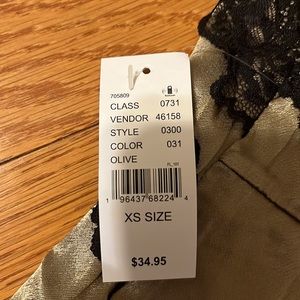 705809
CLASS 0731
VENDOR 46158
STYLE 0300
COLOR 031
OLIVE
1 96437 68224 4
XS SIZE
$34.95